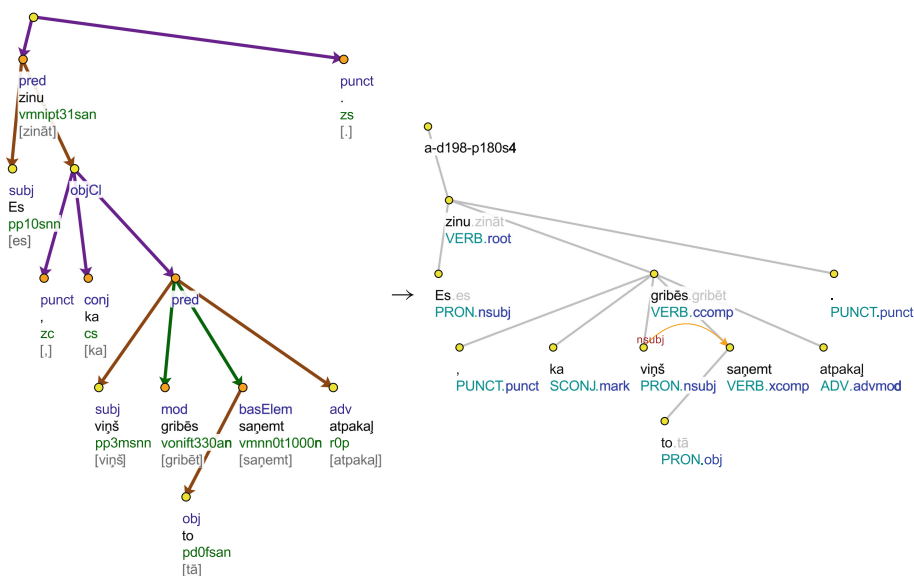 pred
zinu
vmnipt31san
[zināt]
punct
.
zs
[.]
subj
Es
pp10snn
[es]
objCl
punct
,
zc
[,]
conj
ka
cs
[ka]
pred
subj
viņš
pp3msnn
[viņš]
mod
gribēs
vonift330an
[gribēt]
basElem
saņemt
vmnn0t1000n
[saņemt]
adv
atpakaļ
r0p
[atpakaļ]
obj
to
pd0fsan
[tā]
→
a-d198-p180s4
zinu.zināt
VERB.root
Es.es
PRON.nsubj
gribēs.gribēt
VERB.ccomp
.
PUNCT.punct
,
PUNCT.punct
ka
SCONJ.mark
nsubj
viņš
PRON.nsubj
saņemt
VERB.xcomp
atpakaļ
ADV.advmod
to.tā
PRON.obj